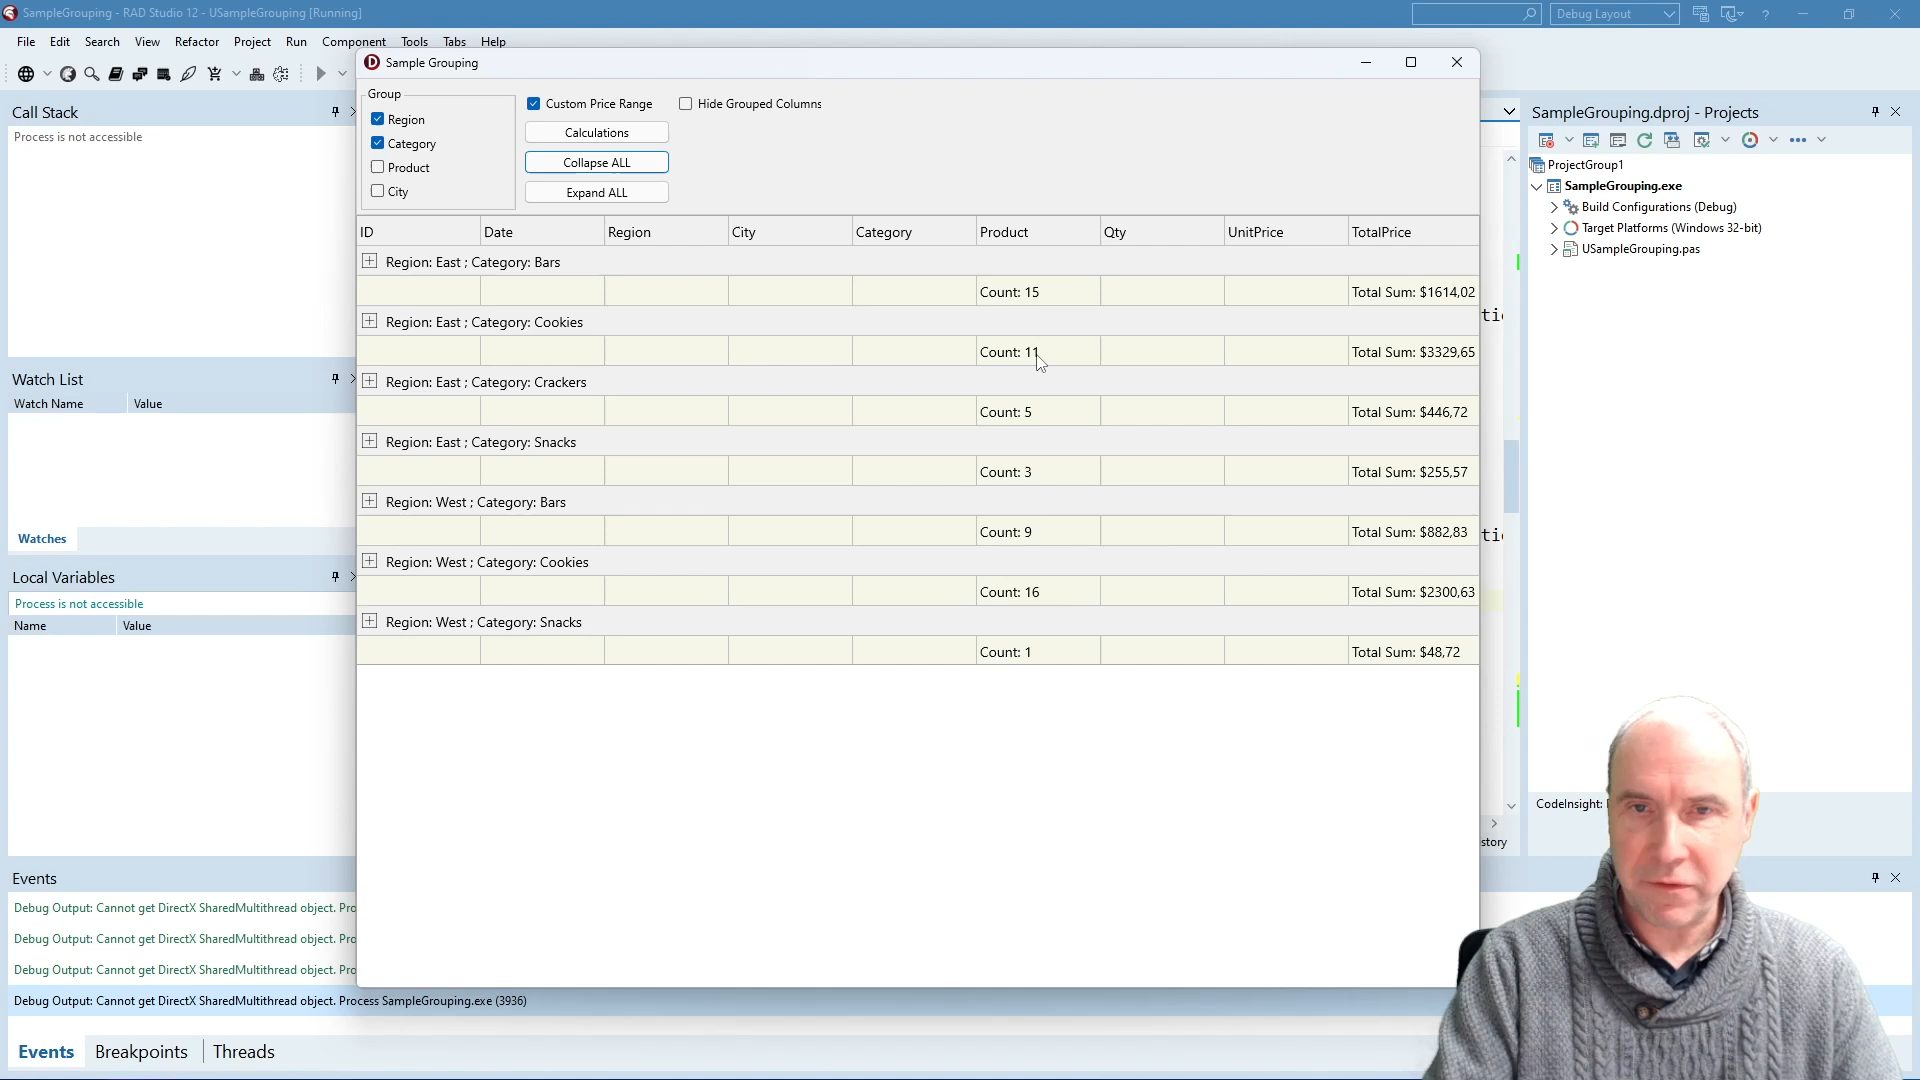 SampleGrouping - RAD Studio 12 - USampleGrouping [Running]
Debug Layout
?
File Edit Search View Refactor Project Run Component Tools Tabs Help
Sample Grouping
Call Stack
Process is not accessible
Group
Region
Category
Product
City
Custom Price Range
Hide Grouped Columns
Calculations
Collapse ALL
Expand ALL
SampleGrouping.dproj - Projects
ProjectGroup1
SampleGrouping.exe
Build Configurations (Debug)
Target Platforms (Windows 32-bit)
USampleGrouping.pas
ID Date Region City Category Product Qty UnitPrice TotalPrice
Region: East ; Category: Bars
Count: 15 Total Sum: $1614,02
Region: East ; Category: Cookies
Count: 11 Total Sum: $3329,65
Region: East ; Category: Crackers
Count: 5 Total Sum: $446,72
Region: East ; Category: Snacks
Count: 3 Total Sum: $255,57
Region: West ; Category: Bars
Count: 9 Total Sum: $882,83
Region: West ; Category: Cookies
Count: 16 Total Sum: $2300,63
Region: West ; Category: Snacks
Count: 1 Total Sum: $48,72
Watch List
Watch Name Value
Watches
Local Variables
Process is not accessible
Name Value
CodeInsight:
story
Events
Debug Output: Cannot get DirectX SharedMultithread object. Pro
Debug Output: Cannot get DirectX SharedMultithread object. Pro
Debug Output: Cannot get DirectX SharedMultithread object. Pro
Debug Output: Cannot get DirectX SharedMultithread object. Process SampleGrouping.exe (3936)
Events Breakpoints Threads